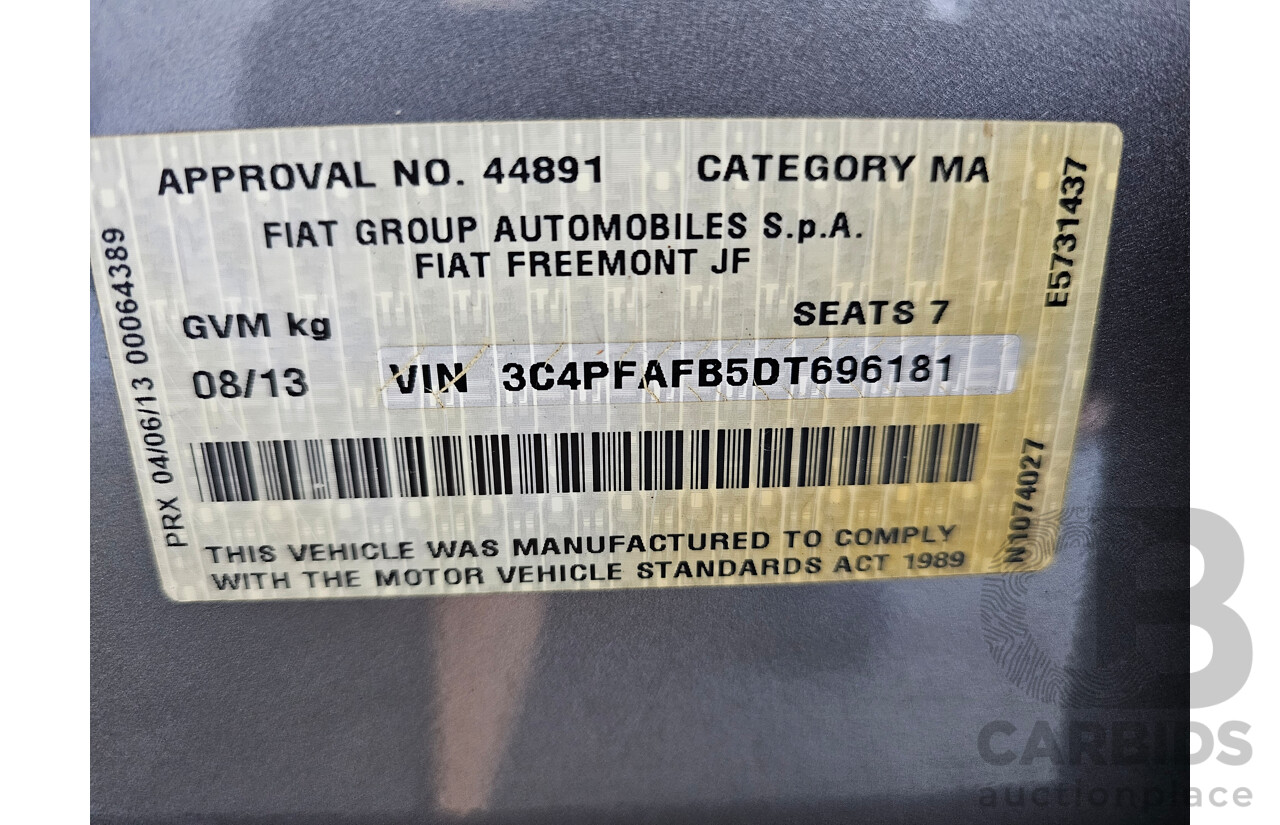 APPROVAL NO. 44891 CATEGORY MA
FIAT GROUP AUTOMOBILES S.p.A.
FIAT FREEMONT JF
GVM kg SEATS 7
08/13 VIN 3C4PFAFB5DT696181
THIS VEHICLE WAS MANUFACTURED TO COMPLY
WITH THE MOTOR VEHICLE STANDARDS ACT 1989
PRX 04/06/13 00064389
E5731437
N1074027
CB
CARBIDS
auctionplace